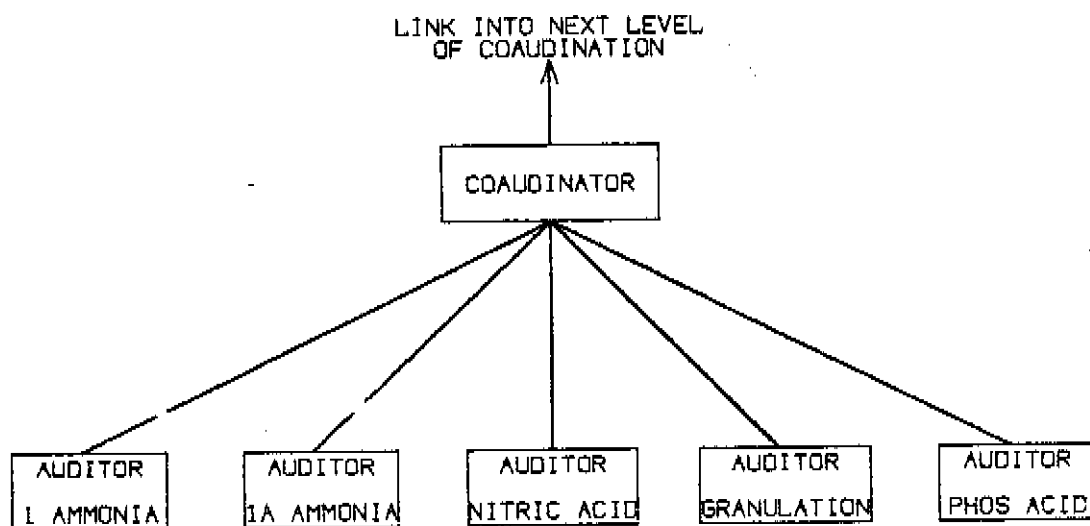 LINK INTO NEXT LEVEL
OF COAUDINATION
COAUDINATOR
AUDITOR
1 AMMONIA
AUDITOR
1A AMMONIA
AUDITOR
NITRIC ACID
AUDITOR
GRANULATION
AUDITOR
PHOS ACID